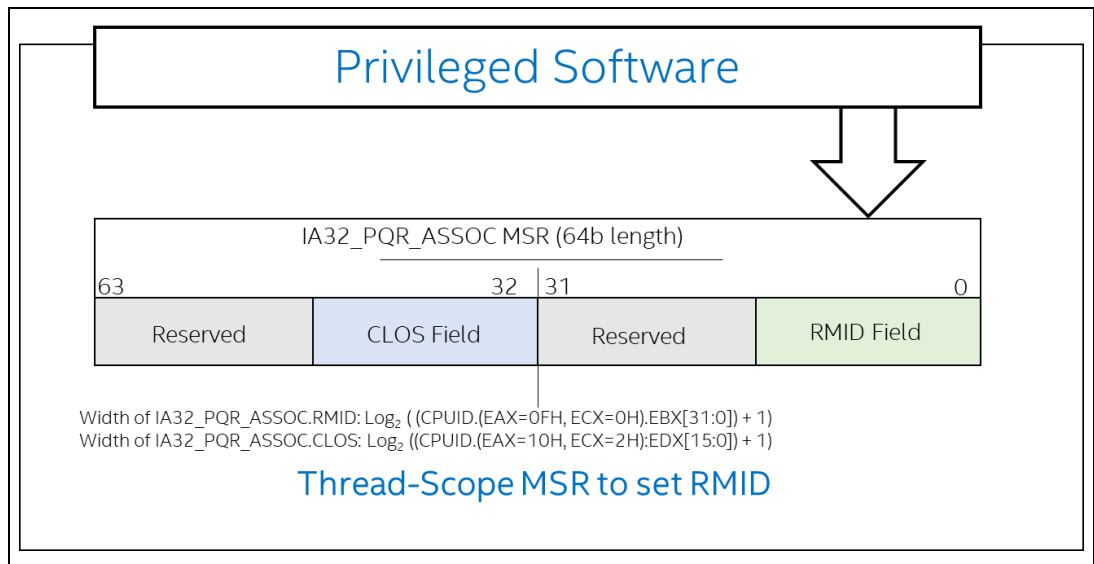 Privileged Software
IA32_PQR_ASSOC MSR (64b length)
63 32 31 0
Reserved CLOS Field Reserved RMID Field
Width of IA32_PQR_ASSOC.RMID: Log₂ ( ((CPUID.(EAX=0FH, ECX=0H).EBX[31:0]) + 1)
Width of IA32_PQR_ASSOC.CLOS: Log₂ ((CPUID.(EAX=10H, ECX=2H):EDX[15:0]) + 1)
Thread-Scope MSR to set RMID